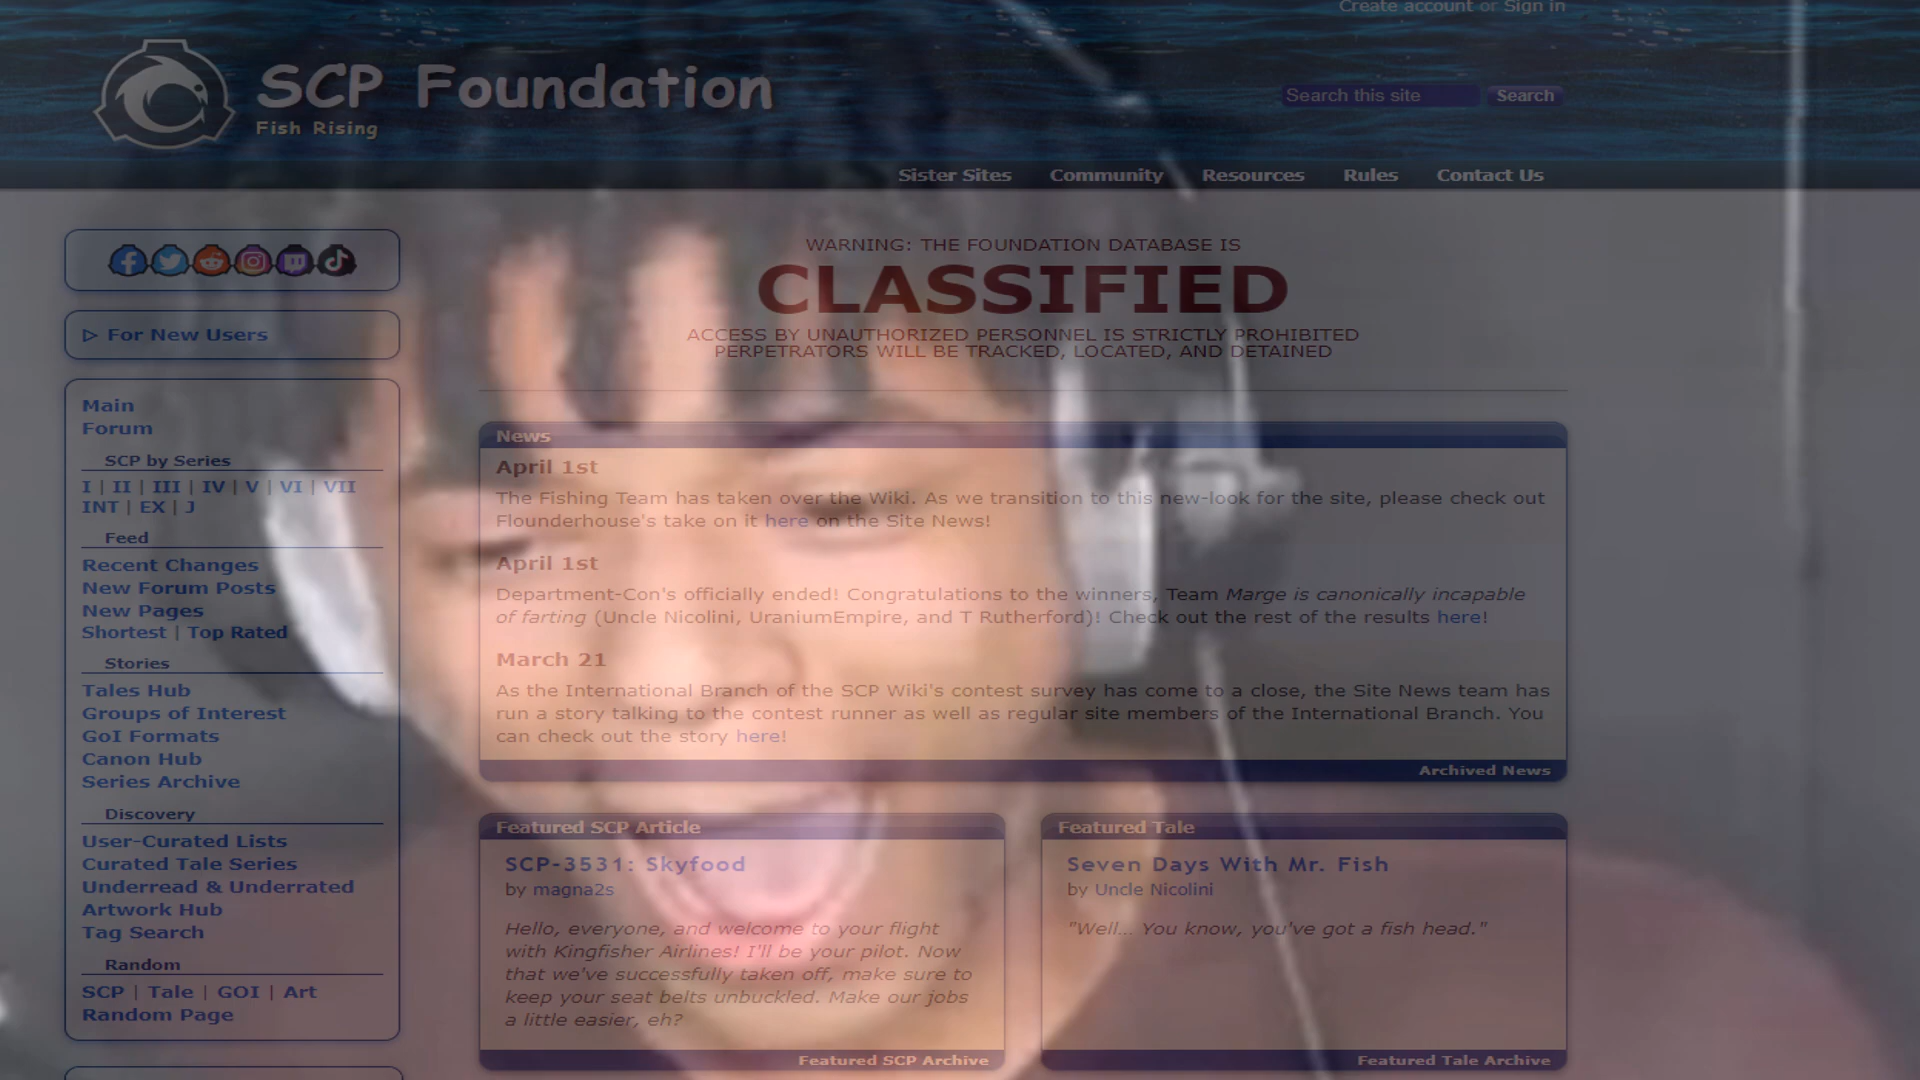 Create account or Sign in
SCP Foundation
Fish Rising
Search this site
Search
Sister Sites
Community
Resources
Rules
Contact Us
▷ For New Users
Main
Forum
SCP by Series
I | II | III | IV | V | VI | VII
INT | EX | J
Feed
Recent Changes
New Forum Posts
New Pages
Shortest | Top Rated
Stories
Tales Hub
Groups of Interest
GoI Formats
Canon Hub
Series Archive
Discovery
User-Curated Lists
Curated Tale Series
Underread & Underrated
Artwork Hub
Tag Search
Random
SCP | Tale | GOI | Art
Random Page
WARNING: THE FOUNDATION DATABASE IS
CLASSIFIED
ACCESS BY UNAUTHORIZED PERSONNEL IS STRICTLY PROHIBITED
PERPETRATORS WILL BE TRACKED, LOCATED, AND DETAINED
News
April 1st
The Fishing Team has taken over the Wiki. As we transition to this new-look for the site, please check out
Flounderhouse's take on it here on the Site News!
April 1st
Department-Con's officially ended! Congratulations to the winners, Team Marge is canonically incapable
of farting (Uncle Nicolini, UraniumEmpire, and T Rutherford)! Check out the rest of the results here!
March 21
As the International Branch of the SCP Wiki's contest survey has come to a close, the Site News team has
run a story talking to the contest runner as well as regular site members of the International Branch. You
can check out the story here!
Archived News
Featured SCP Article
SCP-3531: Skyfood
by magna2s
Hello, everyone, and welcome to your flight
with Kingfisher Airlines! I'll be your pilot. Now
that we've successfully taken off, make sure to
keep your seat belts unbuckled. Make our jobs
a little easier, eh?
Featured SCP Archive
Featured Tale
Seven Days With Mr. Fish
by Uncle Nicolini
"Well... You know, you've got a fish head."
Featured Tale Archive